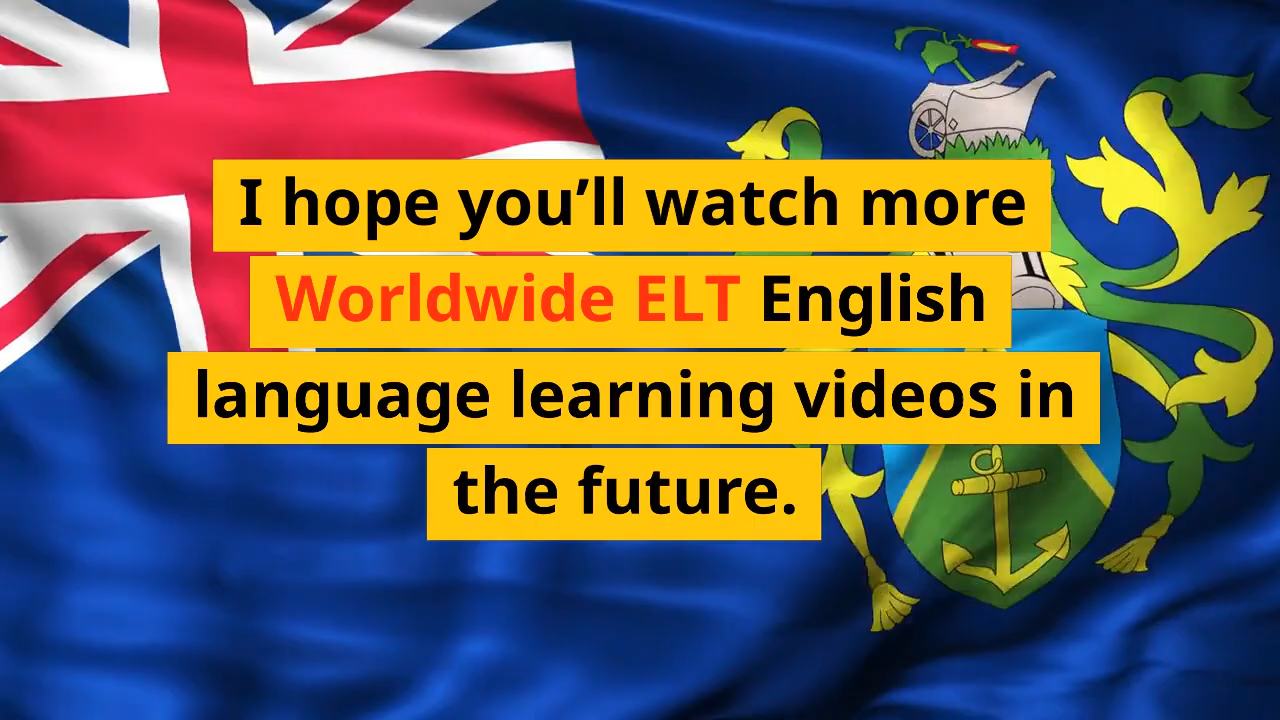 I hope you’ll watch more
Worldwide ELT English
language learning videos in
the future.